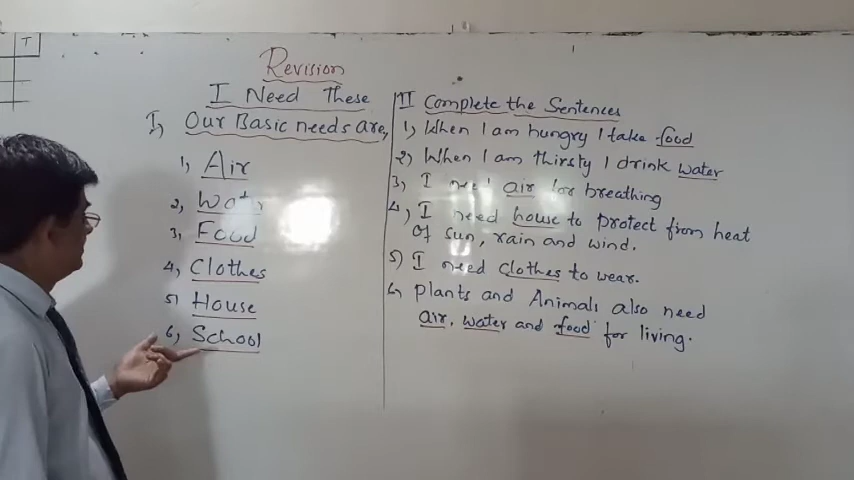 T
Revision
I Need These
I, Our Basic needs are,
1, Air
2, Water
3, Food
4, Clothes
5) House
6, School
II Complete the Sentences
1) When I am hungry I take food
2) When I am thirsty I drink water
3) I need air for breathing
4, I need house to protect from heat
of sun, rain and wind.
5) I need clothes to wear.
6 plants and Animals also need
air, water and food for living.